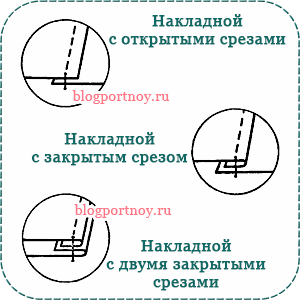 Накладной
с открытыми срезами
blogportnoy.ru
Накладной
с закрытым срезом
blogportnoy.ru
Накладной
с двумя закрытыми
срезами